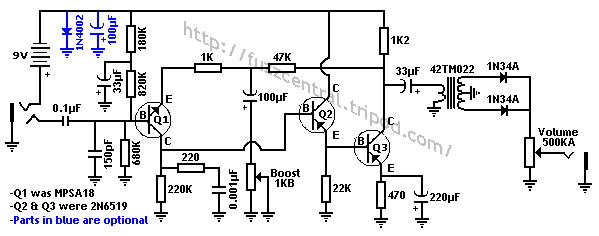 1N4002
100µF
180K
9V
33µF
820K
1K
47K
1K2
33µF
42TM022
1N34A
1N34A
0.1µF
B
Q1
E
C
100µF
C
B
Q2
E
C
B
Q3
E
150pF
680K
220
220K
0.001µF
Boost
1KB
22K
470
220µF
Volume
500KA
http://fuzzcentral.tripod.com/
-Q1 was MPSA18
-Q2 & Q3 were 2N6519
-Parts in blue are optional